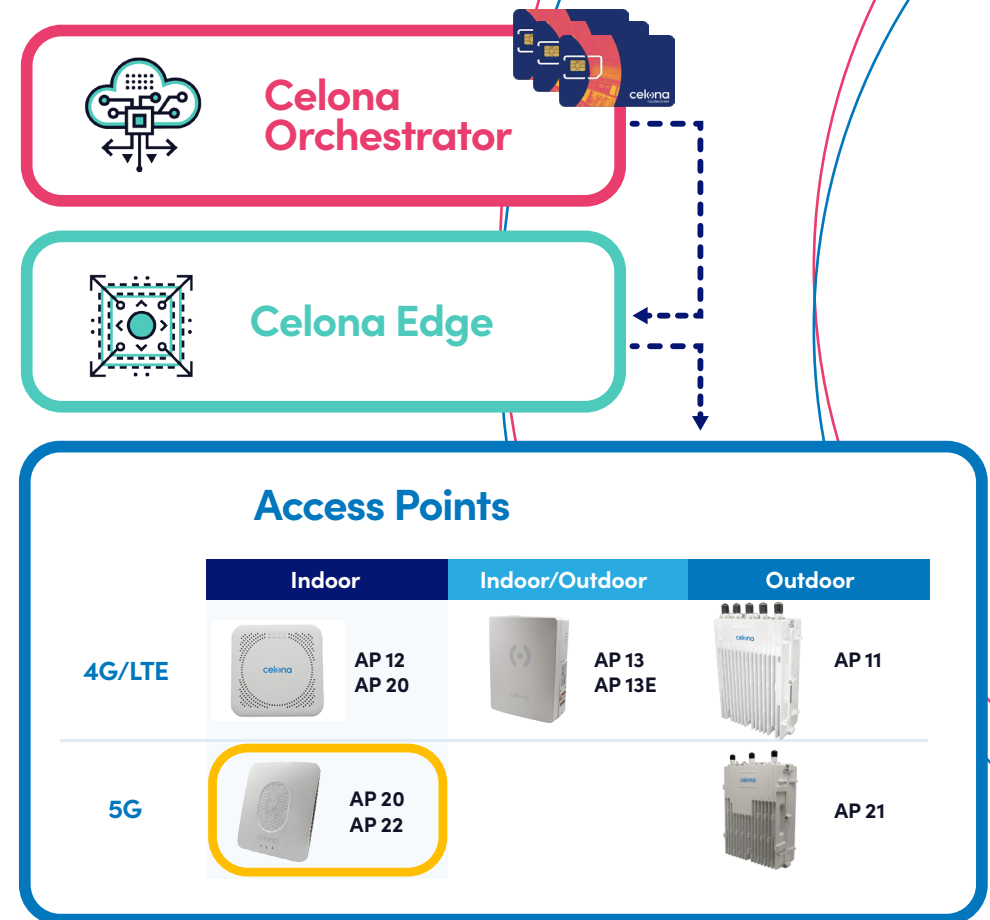 celona
Celona
Orchestrator
Celona Edge
Access Points
Indoor
Indoor/Outdoor
Outdoor
4G/LTE
celona
AP 12
AP 20
AP 13
AP 13E
celona
AP 11
5G
celona
AP 20
AP 22
celona
AP 21